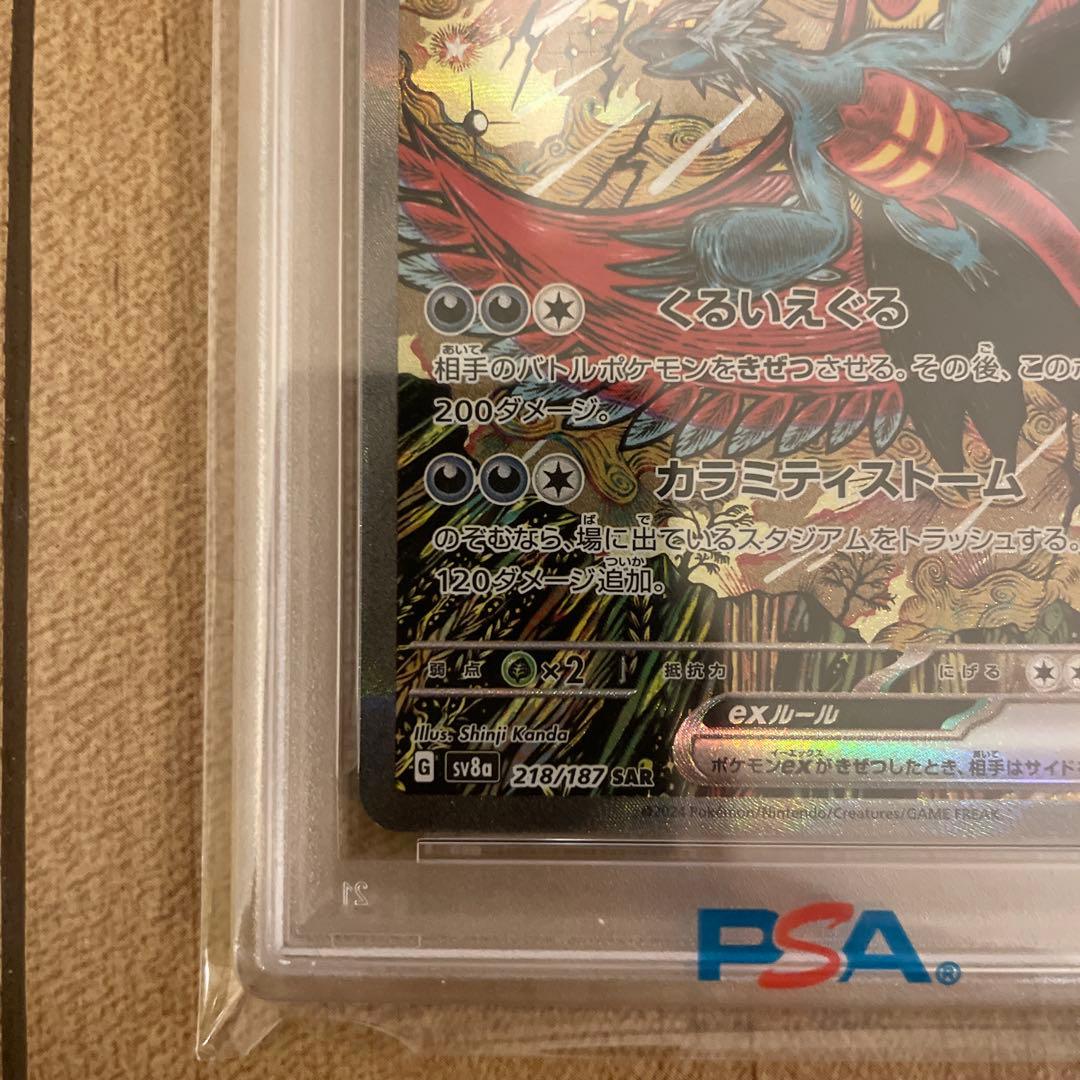 くるいえぐる
相手のバトルポケモンをきぜつさせる。その後、このポ
200ダメージ。
カラミティストーム
のぞむなら、場に出ているスタジアムをトラッシュする。
120ダメージ追加。
弱点 ×2 抵抗力 にげる
exルール
Illus. Shinji Kanda
ポケモンexがきぜつしたとき、相手はサイド
G sv8a 218/187 SAR
©2024 Pokémon/Nintendo/Creatures/GAME FREAK
21
PSA®